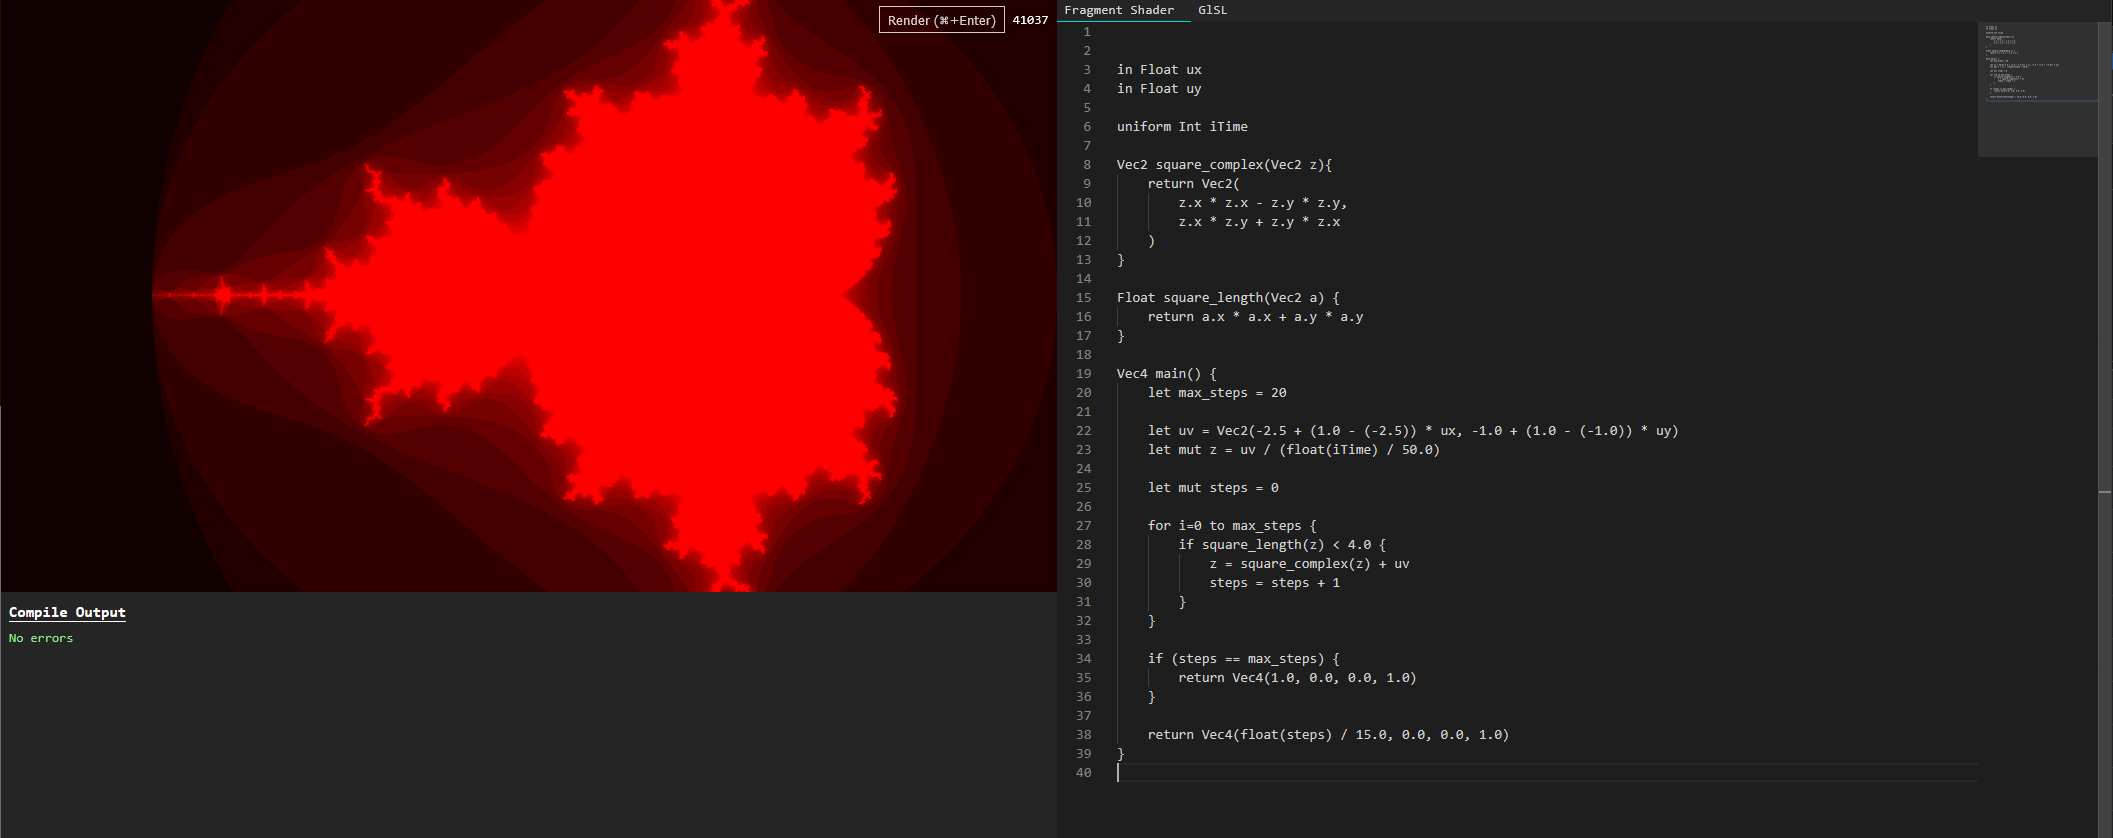 Render (⌘+Enter) 41037
Compile Output
No errors
Fragment Shader GlSL
1
2
3 in Float ux
4 in Float uy
5
6 uniform Int iTime
7
8 Vec2 square_complex(Vec2 z){
9 return Vec2(
10 z.x * z.x - z.y * z.y,
11 z.x * z.y + z.y * z.x
12 )
13 }
14
15 Float square_length(Vec2 a) {
16 return a.x * a.x + a.y * a.y
17 }
18
19 Vec4 main() {
20 let max_steps = 20
21
22 let uv = Vec2(-2.5 + (1.0 - (-2.5)) * ux, -1.0 + (1.0 - (-1.0)) * uy)
23 let mut z = uv / (float(iTime) / 50.0)
24
25 let mut steps = 0
26
27 for i=0 to max_steps {
28 if square_length(z) < 4.0 {
29 z = square_complex(z) + uv
30 steps = steps + 1
31 }
32 }
33
34 if (steps == max_steps) {
35 return Vec4(1.0, 0.0, 0.0, 1.0)
36 }
37
38 return Vec4(float(steps) / 15.0, 0.0, 0.0, 1.0)
39 }
40